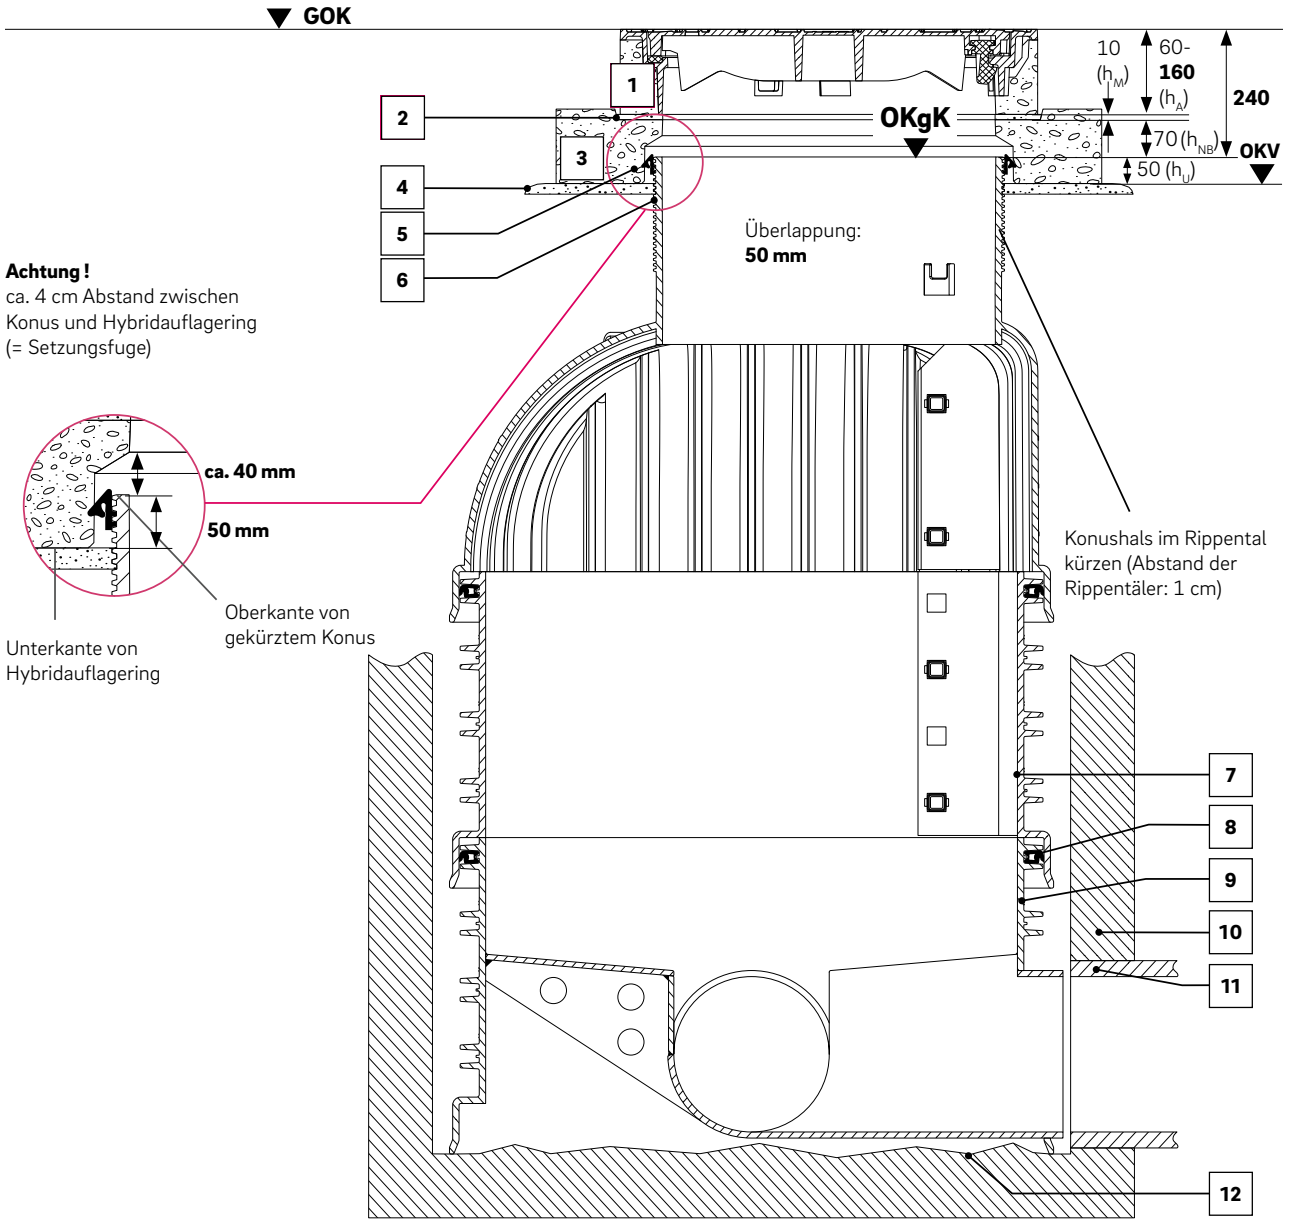 GOK
10
(hM)
60-
160
(hA)
240
1
2
OKgK
70 (hNB)
OKV
3
50 (hU)
4
5
6
Überlappung:
50 mm
Achtung !
ca. 4 cm Abstand zwischen
Konus und Hybridauflagering
(= Setzungsfuge)
ca. 40 mm
50 mm
Konushals im Rippental
kürzen (Abstand der
Rippentäler: 1 cm)
Oberkante von
gekürztem Konus
Unterkante von
Hybridauflagering
7
8
9
10
11
12